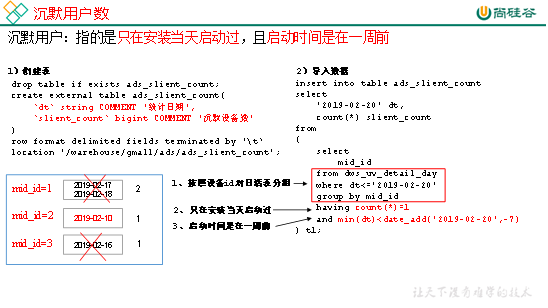 沉默用户数
尚硅谷
沉默用户：指的是只在安装当天启动过，且启动时间是在一周前
1）创建表
drop table if exists ads_slient_count;
create external table ads_slient_count(
`dt` string COMMENT '统计日期',
`slient_count` bigint COMMENT '沉默设备数'
)
row format delimited fields terminated by '\t'
location '/warehouse/gmall/ads/ads_slient_count';
2）导入数据
insert into table ads_slient_count
select
'2019-02-20' dt,
count(*) slient_count
from
(
select
mid_id
from dws_uv_detail_day
where dt<='2019-02-20'
group by mid_id
having count(*)=1
and min(dt)<date_add('2019-02-20',-7)
) t1;
mid_id=1
2019-02-17
2019-02-18
2
mid_id=2
2019-02-10
1
mid_id=3
2019-02-16
1
1、按照设备id对日活表分组
2、只在安装当天启动过
3、启动时间是在一周前
让天下没有难学的技术